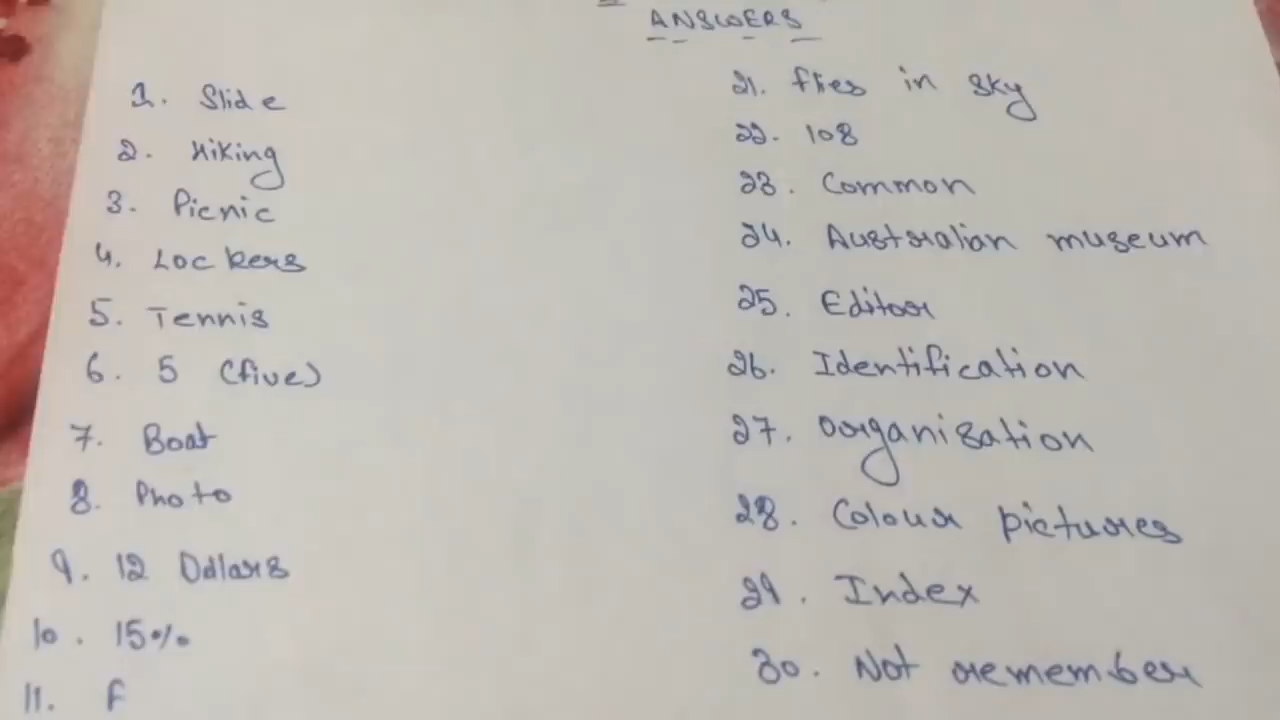 ANSWERS
1. Slide
2. Hiking
3. Picnic
4. Lockers
5. Tennis
6. 5 (five)
7. Boat
8. Photo
9. 12 Dollars
10. 15%
11. F
21. flies in sky
22. 108
23. Common
24. Australian museum
25. Editor
26. Identification
27. Organisation
28. Colour pictures
29. Index
30. Not remember